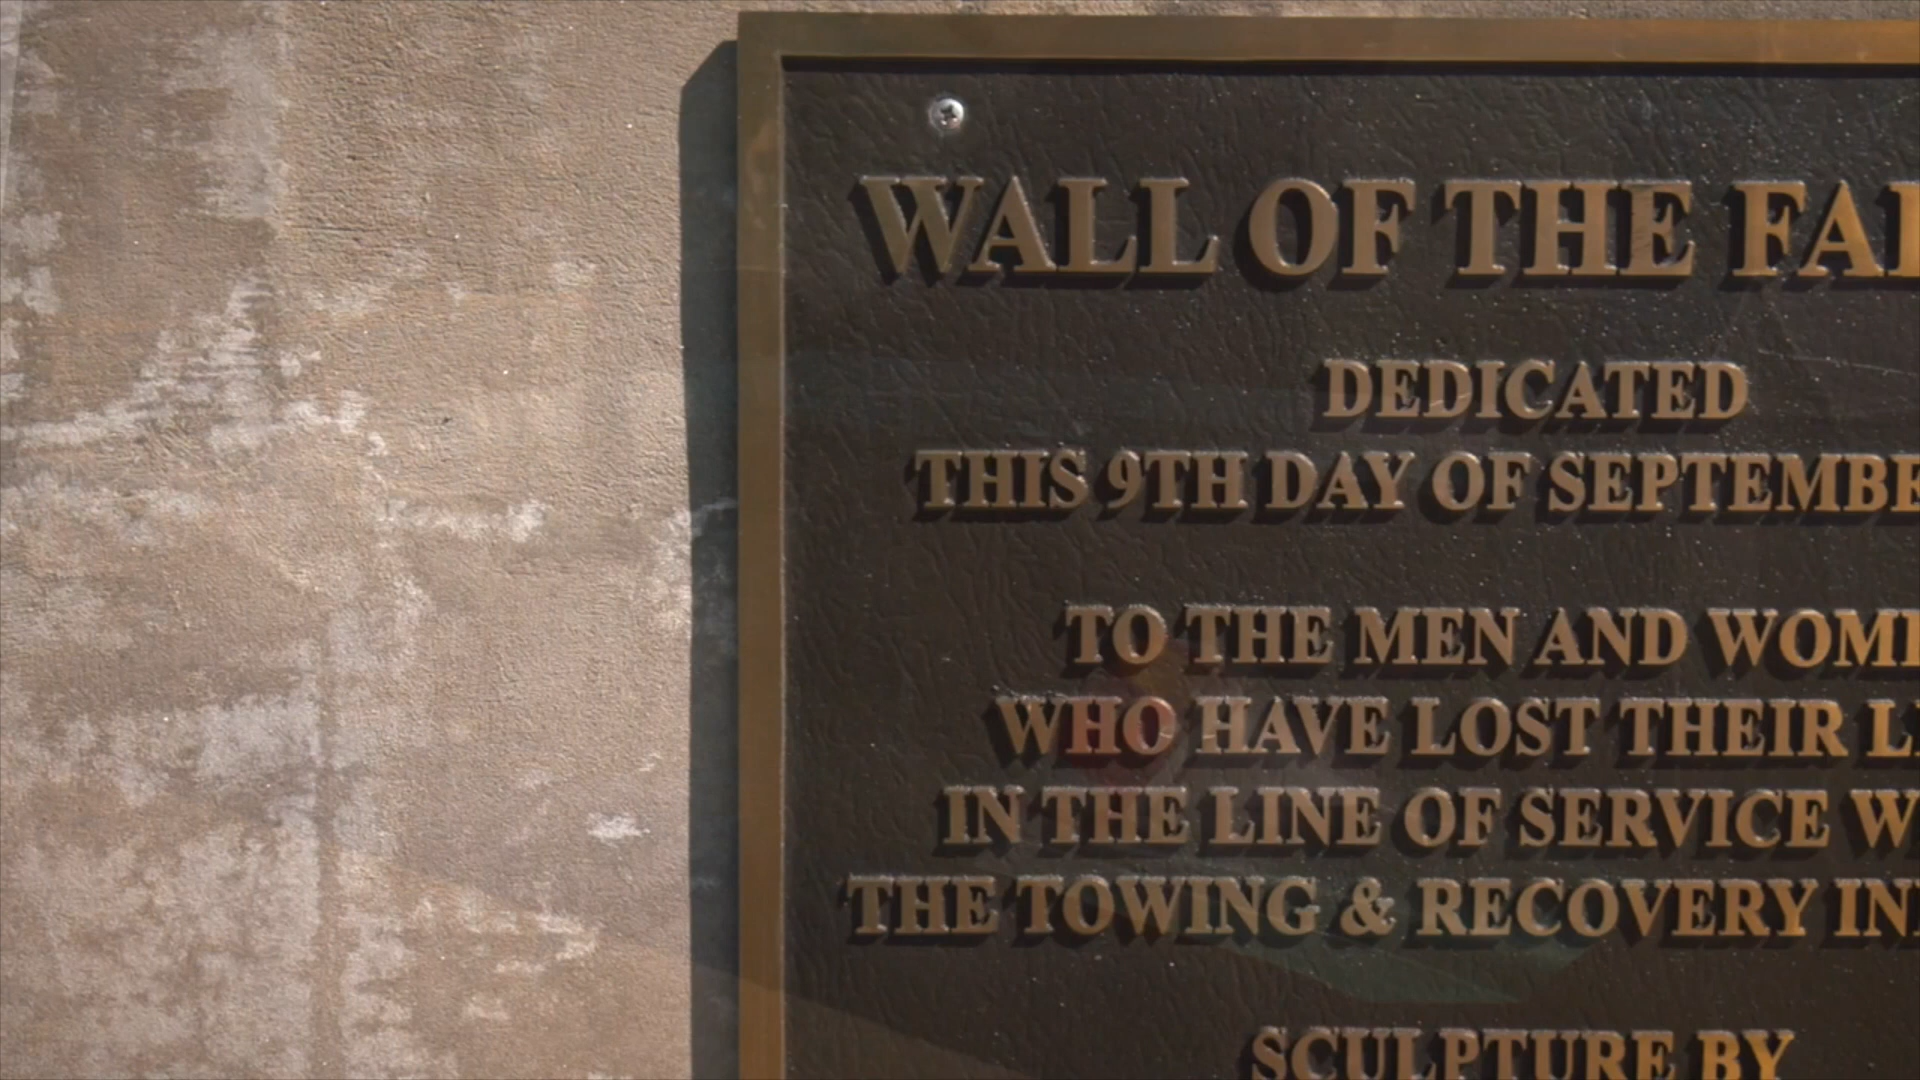 WALL OF THE FAL
DEDICATED
THIS 9TH DAY OF SEPTEMBE
TO THE MEN AND WOME
WHO HAVE LOST THEIR LI
IN THE LINE OF SERVICE W
THE TOWING & RECOVERY IN
SCULPTURE BY